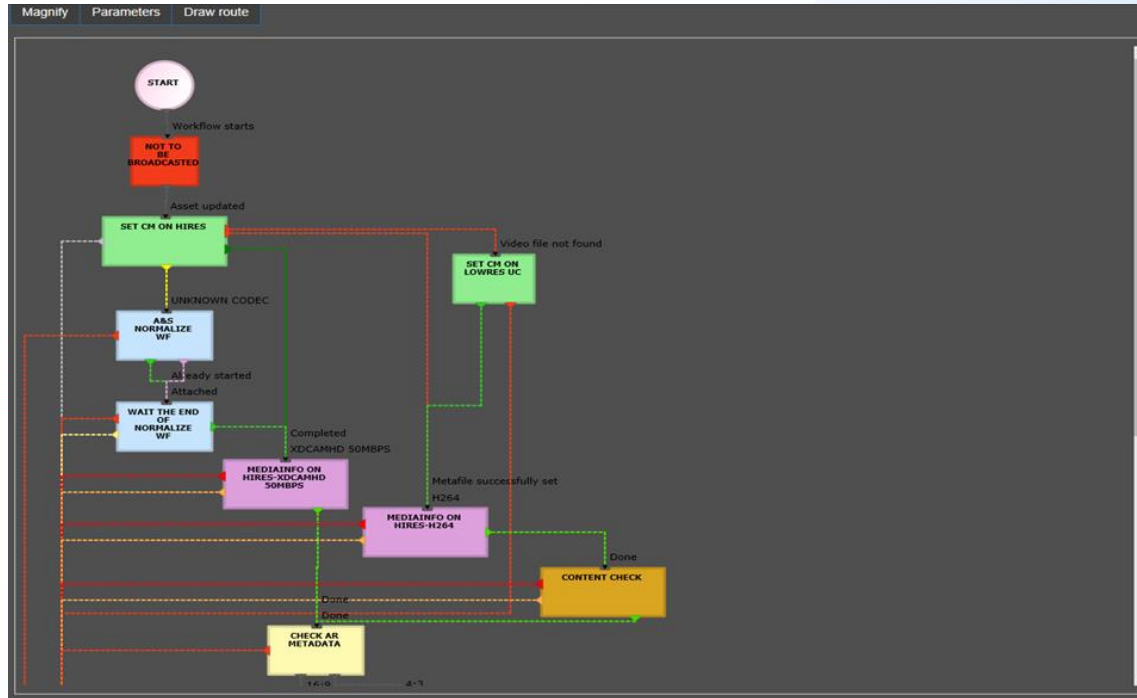 Magnify Parameters Draw route
START
Workflow starts
NOT TO
BE
BROADCASTED
Asset updated
SET CM ON HIRES
Video file not found
SET CM ON
LOWRES UC
UNKNOWN CODEC
A&S
NORMALIZE
WF
Already started
Attached
WAIT THE END
OF
NORMALIZE
WF
Completed
XDCAMHD 50MBPS
MEDIAINFO ON
HIRES-XDCAMHD
50MBPS
Metafile successfully set
H264
MEDIAINFO ON
HIRES-H264
Done
CONTENT CHECK
Done
Done
CHECK AR
METADATA
16:9 4:3